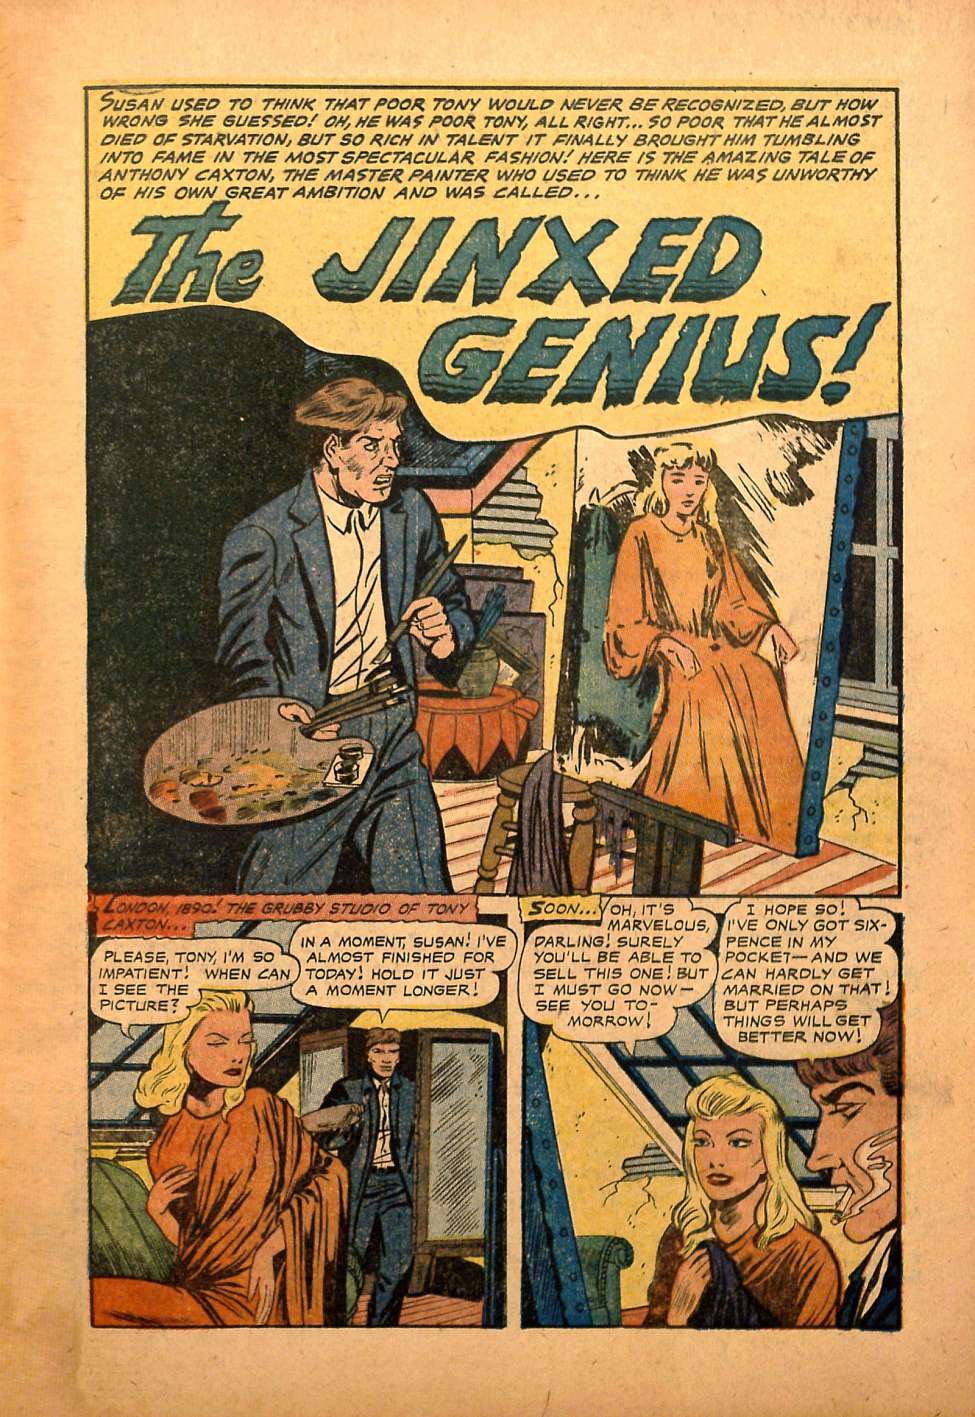 SUSAN USED TO THINK THAT POOR TONY WOULD NEVER BE RECOGNIZED, BUT HOW
WRONG SHE GUESSED! OH, HE WAS POOR TONY, ALL RIGHT... SO POOR THAT HE ALMOST
DIED OF STARVATION, BUT SO RICH IN TALENT IT FINALLY BROUGHT HIM TUMBLING
INTO FAME IN THE MOST SPECTACULAR FASHION! HERE IS THE AMAZING TALE OF
ANTHONY CAXTON, THE MASTER PAINTER WHO USED TO THINK HE WAS UNWORTHY
OF HIS OWN GREAT AMBITION AND WAS CALLED...
The JINXED
GENIUS!
LONDON, 1890! THE GRUBBY STUDIO OF TONY
CAXTON...
PLEASE, TONY, I'M SO
IMPATIENT! WHEN CAN
I SEE THE
PICTURE?
IN A MOMENT, SUSAN! I'VE
ALMOST FINISHED FOR
TODAY! HOLD IT JUST
A MOMENT LONGER!
SOON...
OH, IT'S
MARVELOUS,
DARLING! SURELY
YOU'LL BE ABLE TO
SELL THIS ONE! BUT
I MUST GO NOW—
SEE YOU TO-
MORROW!
I HOPE SO!
I'VE ONLY GOT SIX-
PENCE IN MY
POCKET—AND WE
CAN HARDLY GET
MARRIED ON THAT!
BUT PERHAPS
THINGS WILL GET
BETTER NOW!